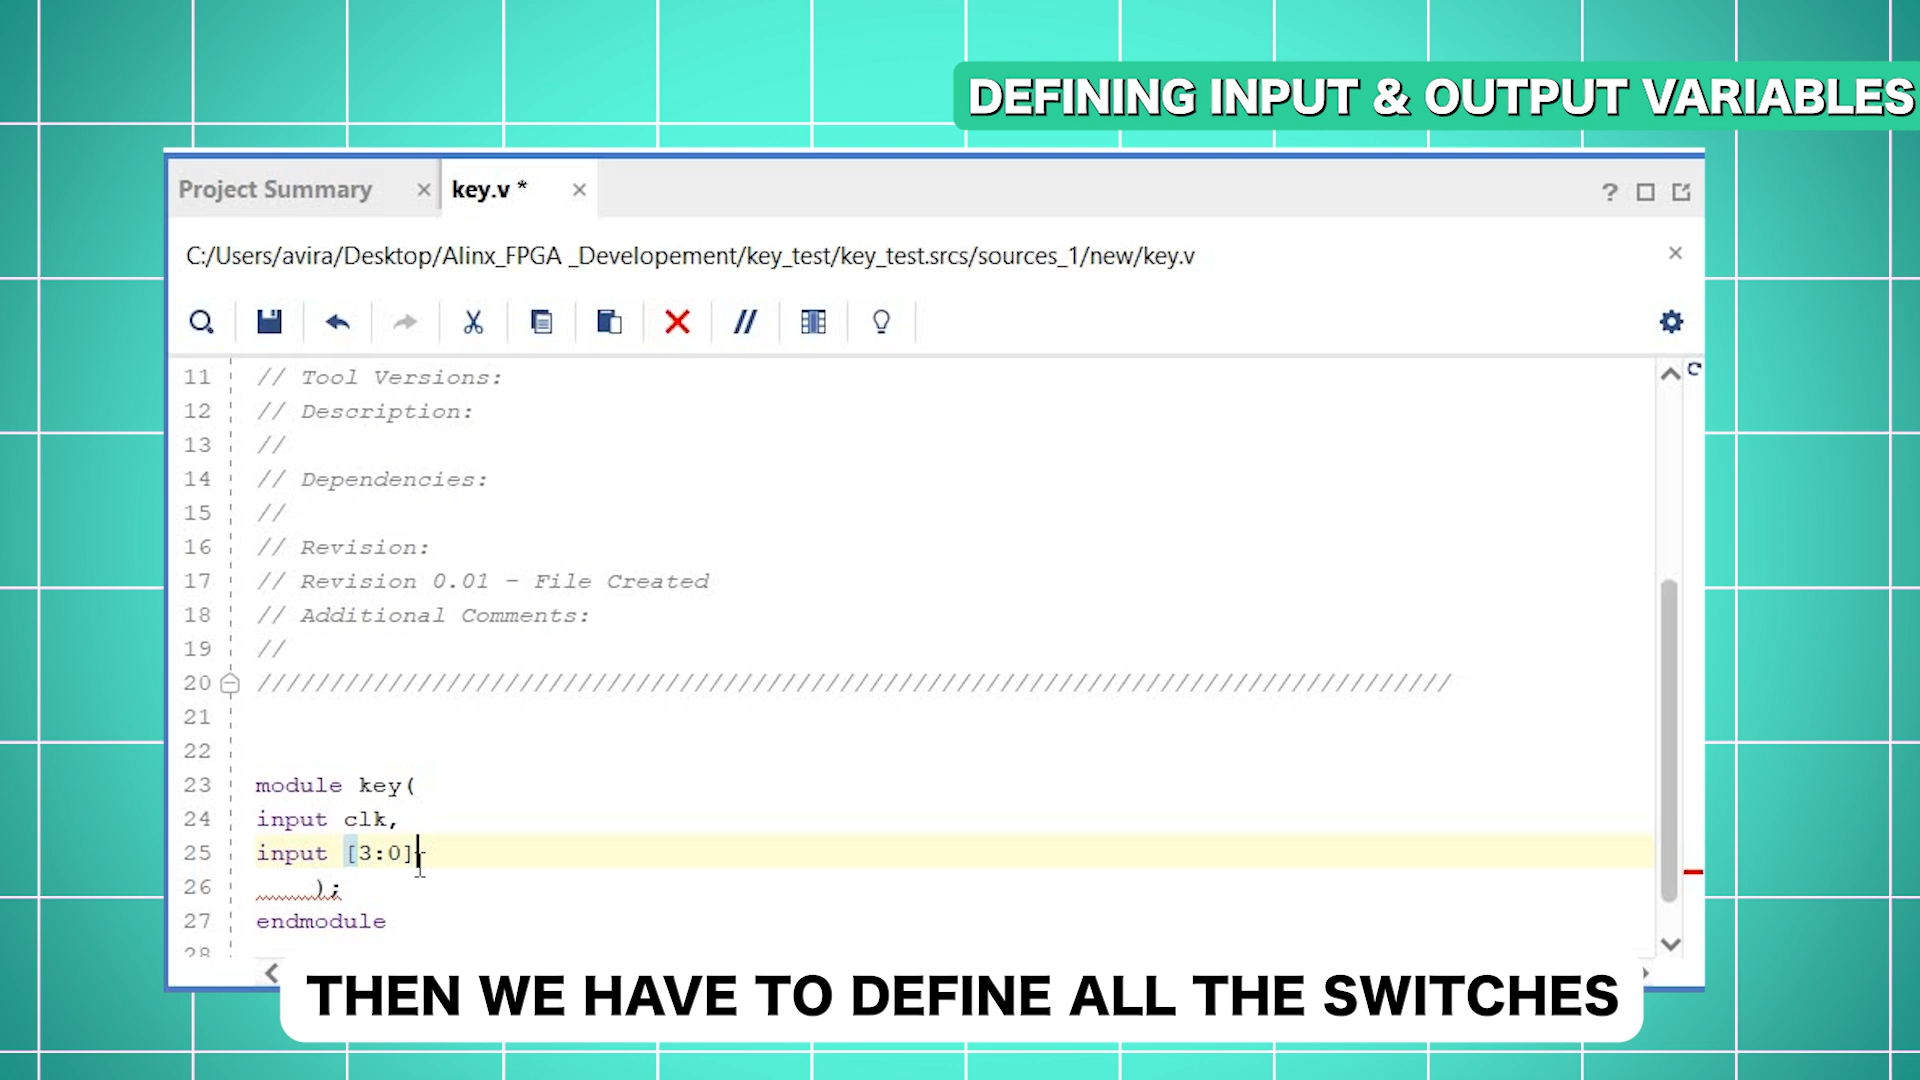 DEFINING INPUT & OUTPUT VARIABLES
Project Summary
key.v *
C:/Users/avira/Desktop/Alinx_FPGA _Developement/key_test/key_test.srcs/sources_1/new/key.v
11 // Tool Versions:
12 // Description:
13 //
14 // Dependencies:
15 //
16 // Revision:
17 // Revision 0.01 - File Created
18 // Additional Comments:
19 //
20 //////////////////////////////////////////////////////////////////////////////////
21
22
23 module key(
24 input clk,
25 input [3:0]
26 );
27 endmodule
28
THEN WE HAVE TO DEFINE ALL THE SWITCHES